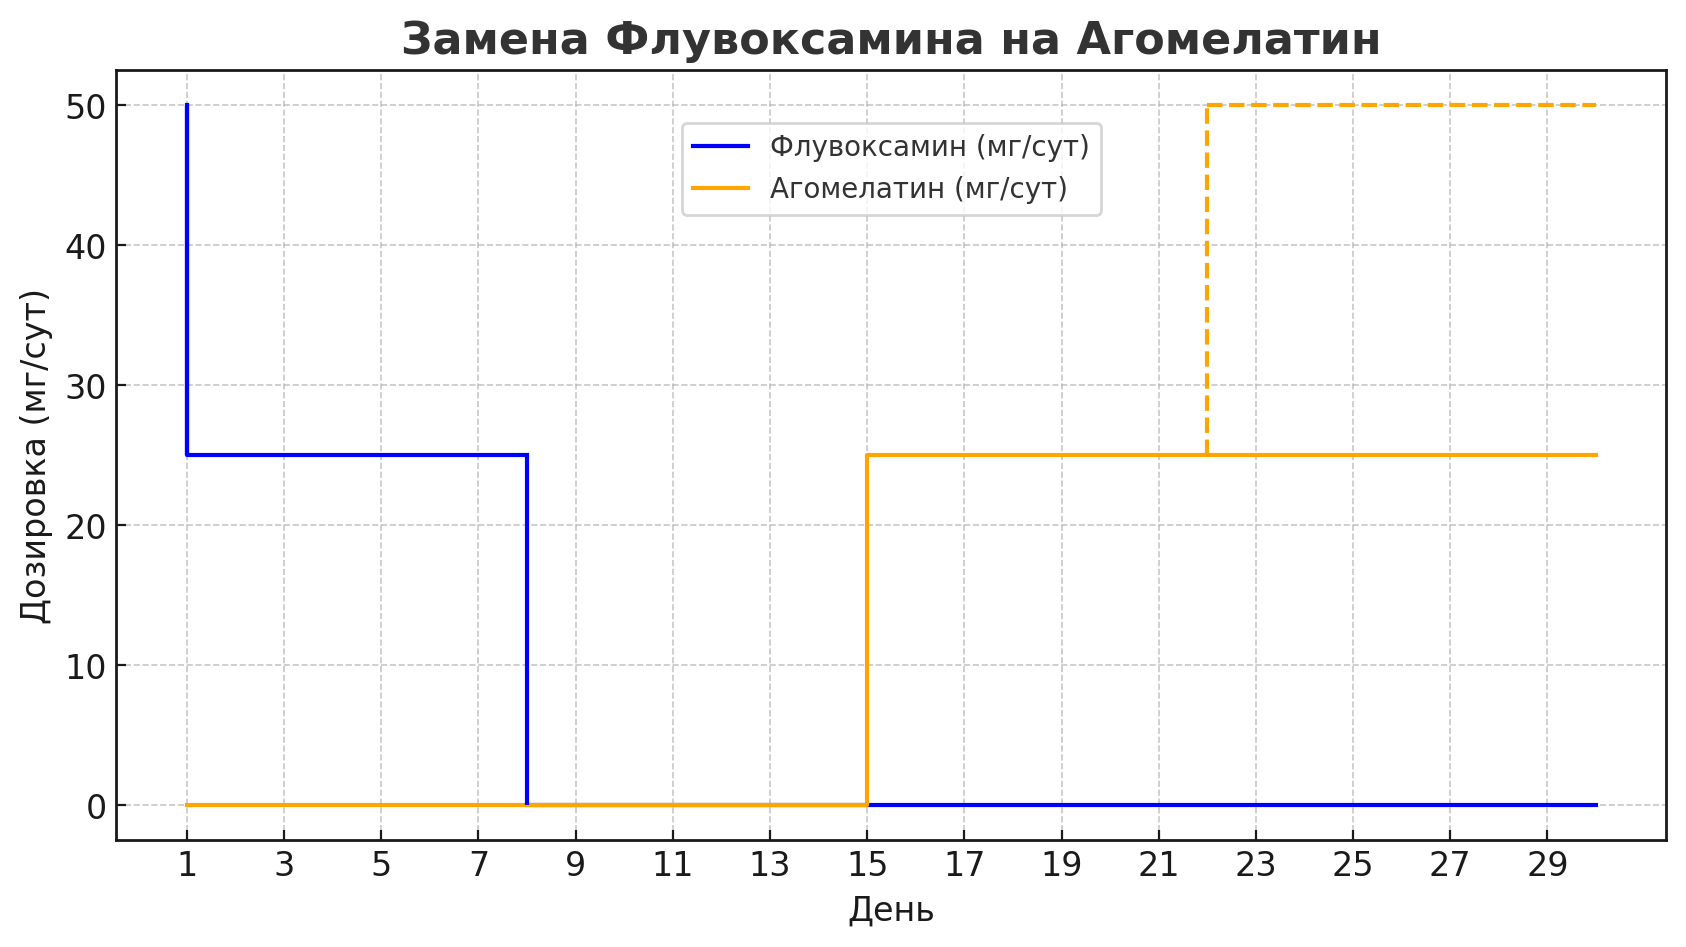 Замена Флувоксамина на Агомелатин
Флувоксамин (мг/сут)
Агомелатин (мг/сут)
Дозировка (мг/сут)
50
40
30
20
10
0
1 3 5 7 9 11 13 15 17 19 21 23 25 27 29
День